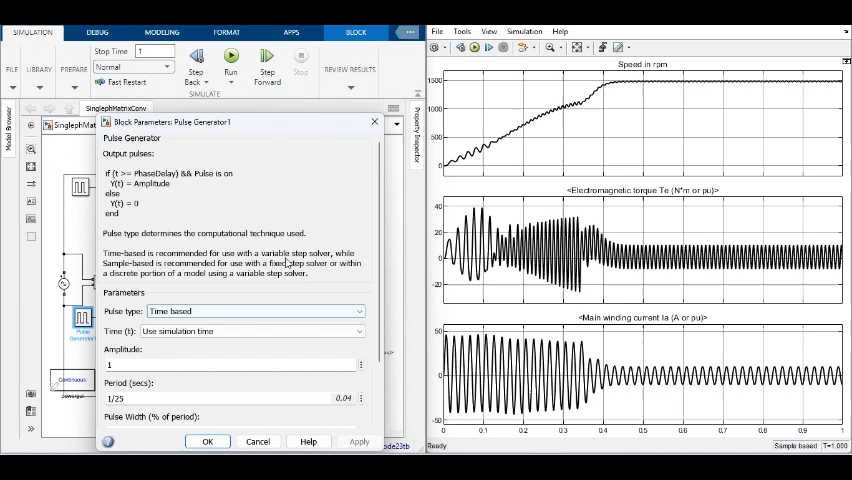 SIMULATION DEBUG MODELING FORMAT APPS BLOCK
Stop Time 1
Normal
Fast Restart
FILE LIBRARY PREPARE
Step Back Run Step Forward Stop
REVIEW RESULTS
SIMULATE
SinglephMatrixConv
Model Browser
Block Parameters: Pulse Generator1
Pulse Generator
Output pulses:
if (t >= PhaseDelay) && Pulse is on
Y(t) = Amplitude
else
Y(t) = 0
end
Pulse type determines the computational technique used.
Time-based is recommended for use with a variable step solver, while
Sample-based is recommended for use with a fixed step solver or within
a discrete portion of a model using a variable step solver.
Parameters
Pulse type: Time based
Time (t): Use simulation time
Amplitude:
1
Period (secs):
1/25 0.04
Pulse Width (% of period):
OK Cancel Help Apply
Pulse
Generator
Continuous
powergui
ode23tb
Property Inspector
File Tools View Simulation Help
Speed in rpm
1500
1000
500
0
<Electromagnetic torque Te (N*m or pu)>
40
20
0
-20
<Main winding current Ia (A or pu)>
50
0
-50
0 0.1 0.2 0.3 0.4 0.5 0.6 0.7 0.8 0.9 1
Ready Sample based T=1.000